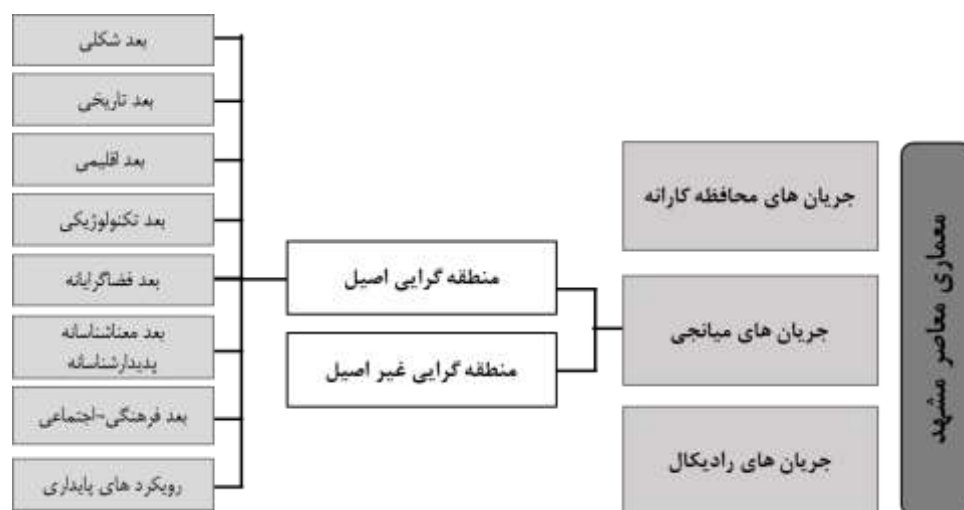 معماری معاصر مشهد
جریان های محافظه کارانه
جریان های میانجی
جریان های رادیکال
منطقه گرایی اصیل
منطقه گرایی غیر اصیل
بعد شکلی
بعد تاریخی
بعد اقلیمی
بعد تکنولوژیکی
بعد فضاگرایانه
بعد معناشناسانه
پدیدارشناسانه
بعد فرهنگی-اجتماعی
رویکرد های پایداری